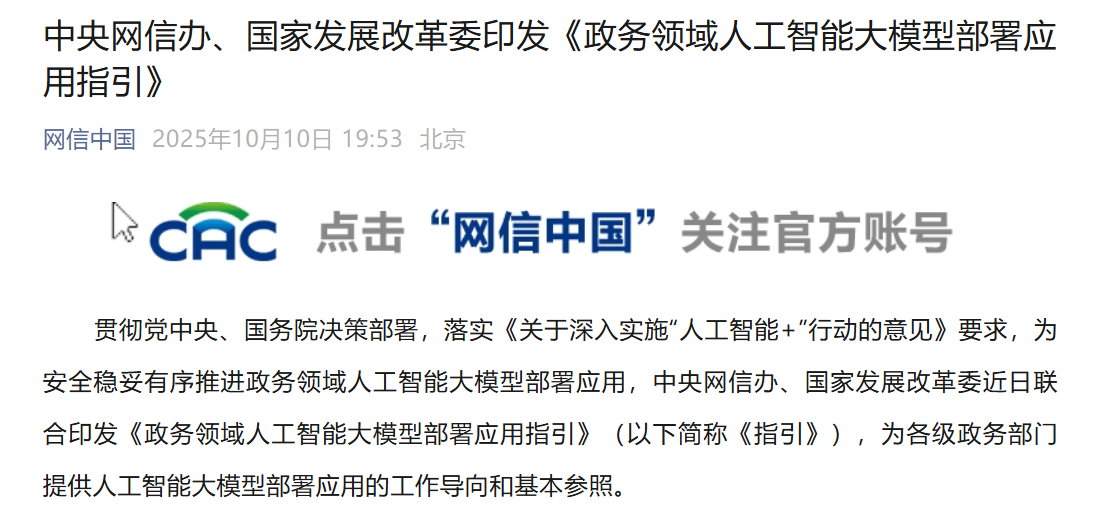 中央网信办、国家发展改革委印发《政务领域人工智能大模型部署应
用指引》
网信中国 2025年10月10日 19:53 北京
CAC 点击“网信中国”关注官方账号
贯彻党中央、国务院决策部署，落实《关于深入实施“人工智能+”行动的意见》要求，为
安全稳妥有序推进政务领域人工智能大模型部署应用，中央网信办、国家发展改革委近日联
合印发《政务领域人工智能大模型部署应用指引》（以下简称《指引》），为各级政务部门
提供人工智能大模型部署应用的工作导向和基本参照。